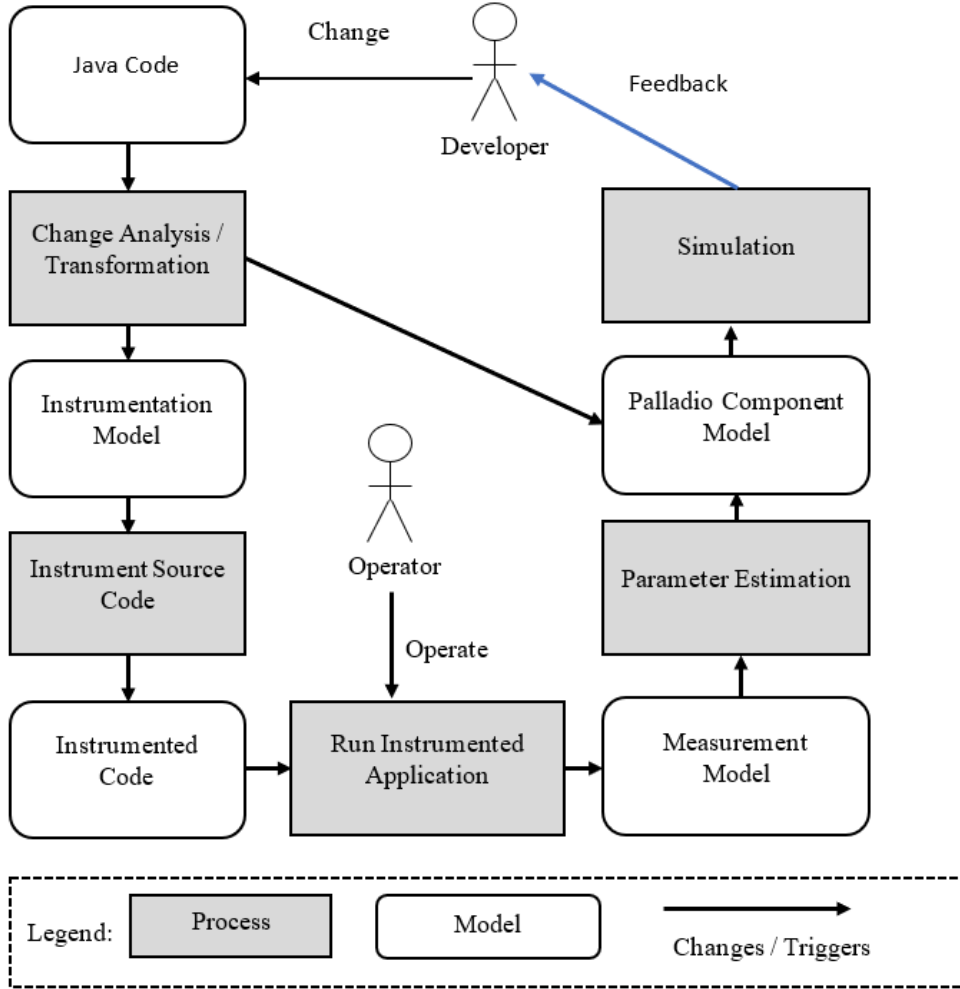 Change
Java Code
Feedback
Developer
Change Analysis /
Transformation
Simulation
Instrumentation
Model
Palladio Component
Model
Operator
Instrument Source
Code
Parameter Estimation
Operate
Instrumented
Code
Run Instrumented
Application
Measurement
Model
Legend:
Process
Model
Changes / Triggers